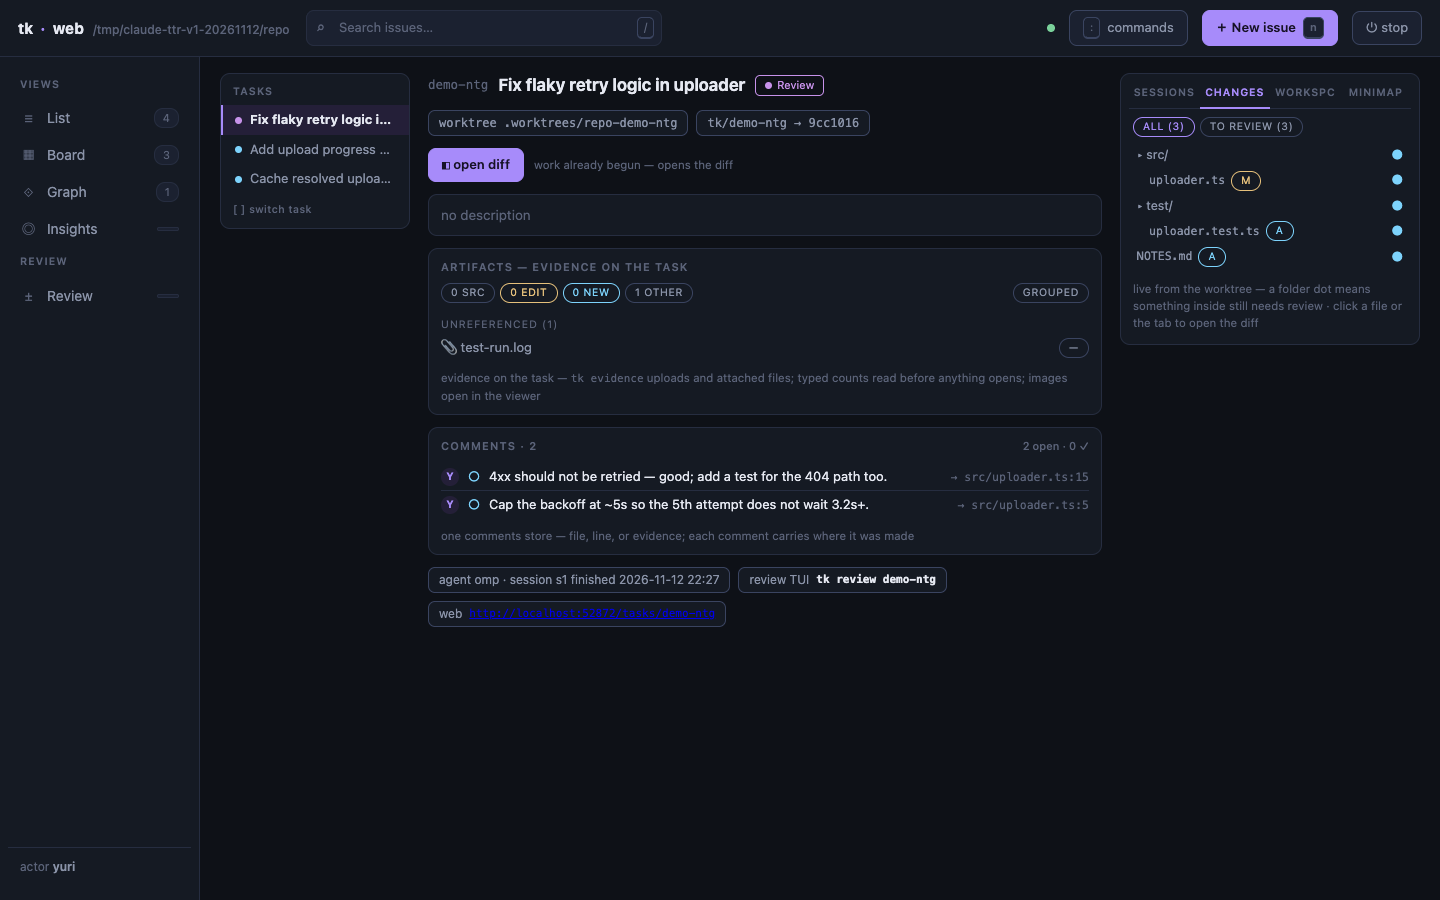 tk · web /tmp/claude-ttr-v1-20261112/repo
Search issues...
/
: commands
+ New issue n
stop
VIEWS
List 4
Board 3
Graph 1
Insights
REVIEW
Review
actor yuri
TASKS
Fix flaky retry logic i...
Add upload progress ...
Cache resolved uploa...
[ ] switch task
demo-ntg Fix flaky retry logic in uploader Review
worktree .worktrees/repo-demo-ntg
tk/demo-ntg → 9cc1016
open diff
work already begun — opens the diff
no description
ARTIFACTS — EVIDENCE ON THE TASK
0 SRC 0 EDIT 0 NEW 1 OTHER GROUPED
UNREFERENCED (1)
test-run.log —
evidence on the task — tk evidence uploads and attached files; typed counts read before anything opens; images
open in the viewer
COMMENTS · 2 2 open · 0 ✓
Y 4xx should not be retried — good; add a test for the 404 path too. → src/uploader.ts:15
Y Cap the backoff at ~5s so the 5th attempt does not wait 3.2s+. → src/uploader.ts:5
one comments store — file, line, or evidence; each comment carries where it was made
agent omp · session s1 finished 2026-11-12 22:27
review TUI tk review demo-ntg
web
SESSIONS CHANGES WORKSPC MINIMAP
ALL (3) TO REVIEW (3)
▸ src/
uploader.ts M
▸ test/
uploader.test.ts A
NOTES.md A
live from the worktree — a folder dot means
something inside still needs review · click a file or
the tab to open the diff